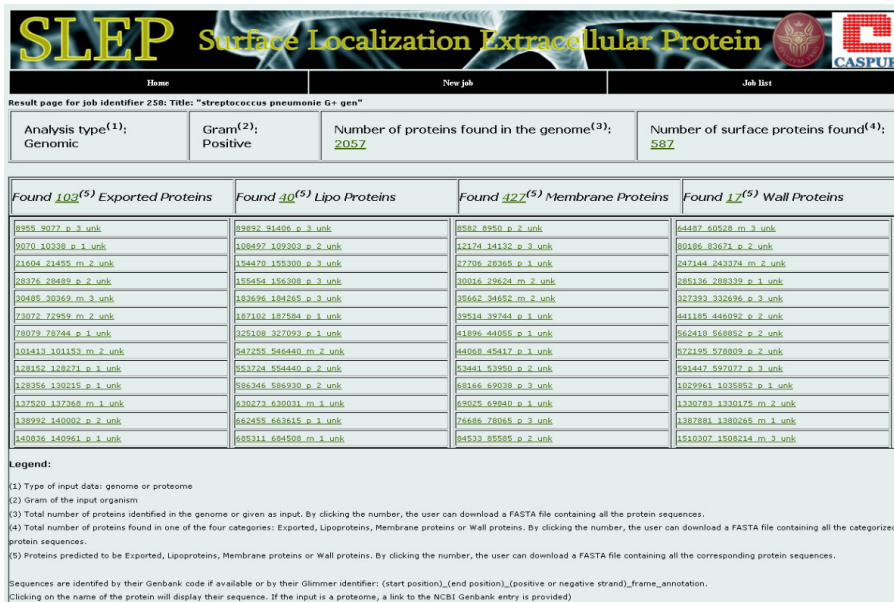 SLEP Surface Localization Extracellular Protein
CASPUR
Home New job Job list
Result page for job identifier 258: Title: "streptococcus pneumonie G+ gen"
Analysis type(1): Gram(2): Number of proteins found in the genome(3): Number of surface proteins found(4):
Genomic Positive 2057 587
Found 103(5) Exported Proteins Found 40(5) Lipo Proteins Found 427(5) Membrane Proteins Found 17(5) Wall Proteins
8955_9077_p_3_unk 89892_91406_p_3_unk 8582_8950_p_2_unk 64487_60528_m_3_unk
9070_10338_p_1_unk 108497_109303_p_2_unk 12174_14132_p_3_unk 80186_83671_p_2_unk
21604_21455_m_2_unk 154470_155300_p_3_unk 27706_28365_p_1_unk 247144_243374_m_2_unk
28376_28489_p_2_unk 155454_156308_p_3_unk 30016_29624_m_2_unk 285136_288339_p_1_unk
30485_30369_m_3_unk 183696_184265_p_3_unk 35662_34652_m_2_unk 327393_332696_p_3_unk
73072_72959_m_2_unk 187102_187584_p_1_unk 39514_39744_p_1_unk 441185_446092_p_2_unk
78079_78744_p_1_unk 325108_327093_p_1_unk 41896_44055_p_1_unk 562418_568852_p_2_unk
101413_101153_m_2_unk 547255_546440_m_2_unk 44068_45417_p_1_unk 572195_578809_p_2_unk
128152_128271_p_1_unk 553724_554440_p_2_unk 53441_53950_p_2_unk 591447_597077_p_3_unk
128356_130215_p_1_unk 586346_586930_p_2_unk 68166_69038_p_3_unk 1029961_1035852_p_1_unk
137520_137368_m_1_unk 630273_630031_m_1_unk 69025_69840_p_1_unk 1330783_1330175_m_2_unk
138992_140002_p_2_unk 662455_663615_p_1_unk 76686_78065_p_3_unk 1387881_1380265_m_1_unk
140836_140961_p_1_unk 685311_684508_m_1_unk 84533_85585_p_2_unk 1510307_1508214_m_3_unk
Legend:
(1) Type of input data: genome or proteome
(2) Gram of the input organism
(3) Total number of proteins identified in the genome or given as input. By clicking the number, the user can download a FASTA file containing all the protein sequences.
(4) Total number of proteins found in one of the four categories: Exported, Lipoproteins, Membrane proteins or Wall proteins. By clicking the number, the user can download a FASTA file containing all the categorized
protein sequences.
(5) Proteins predicted to be Exported, Lipoproteins, Membrane proteins or Wall proteins. By clicking the number, the user can download a FASTA file containing all the corresponding protein sequences.
Sequences are identifed by their Genbank code if available or by their Glimmer identifier: (start position)_(end position)_(positive or negative strand)_frame_annotation.
Clicking on the name of the protein will display their sequence. If the input is a proteome, a link to the NCBI Genbank entry is provided)